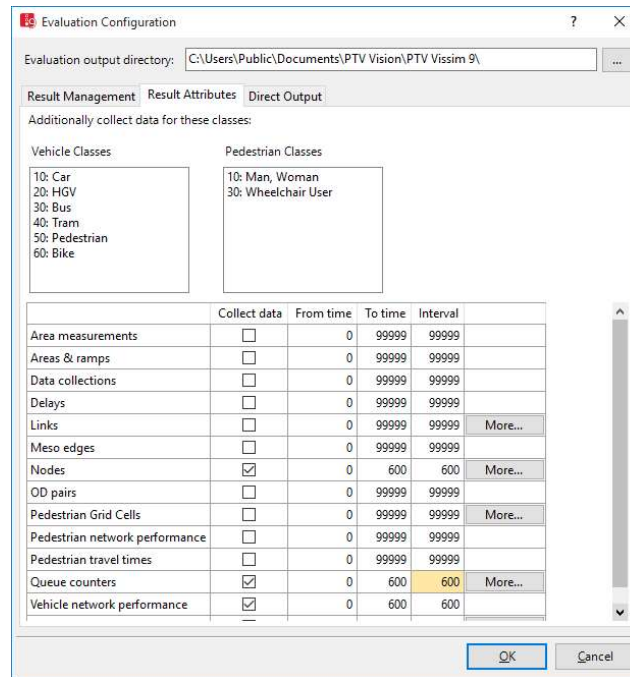 Evaluation Configuration ? ×
Evaluation output directory: C:\Users\Public\Documents\PTV Vision\PTV Vissim 9\ ...
Result Management Result Attributes Direct Output
Additionally collect data for these classes:
Vehicle Classes Pedestrian Classes
10: Car 10: Man, Woman
20: HGV 30: Wheelchair User
30: Bus
40: Tram
50: Pedestrian
60: Bike
Collect data From time To time Interval
Area measurements 0 99999 99999
Areas & ramps 0 99999 99999
Data collections 0 99999 99999
Delays 0 99999 99999
Links 0 99999 99999 More...
Meso edges 0 99999 99999
Nodes 0 600 600 More...
OD pairs 0 99999 99999
Pedestrian Grid Cells 0 99999 99999 More...
Pedestrian network performance 0 99999 99999
Pedestrian travel times 0 99999 99999
Queue counters 0 600 600 More...
Vehicle network performance 0 600 600
OK Cancel